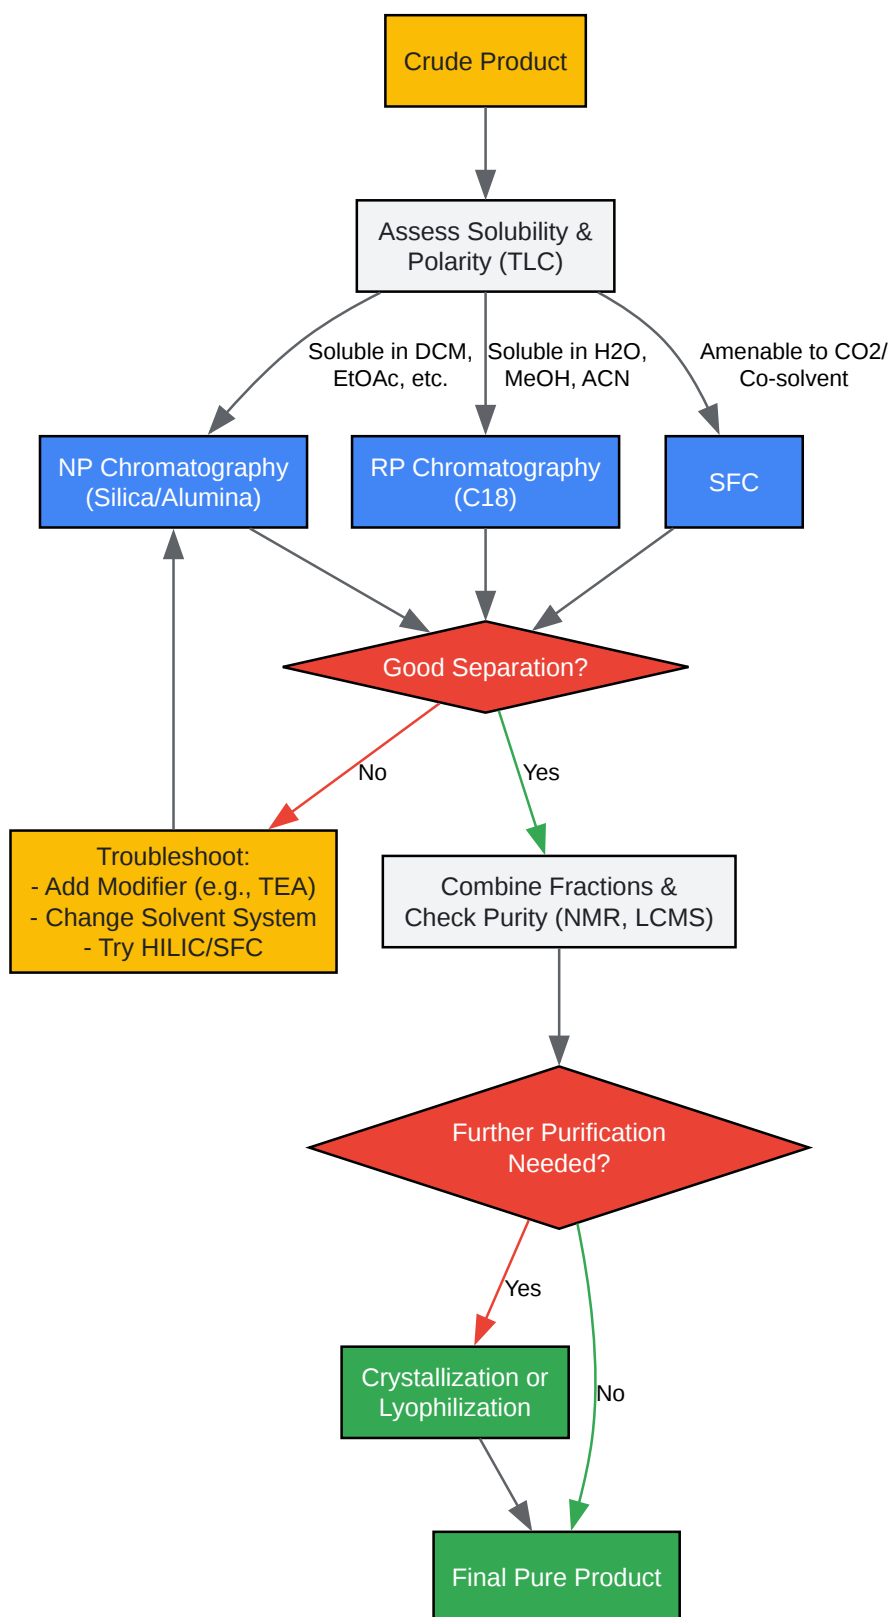 Crude Product
Assess Solubility &
Polarity (TLC)
Soluble in DCM,
EtOAc, etc.
Soluble in H2O,
MeOH, ACN
Amenable to CO2/
Co-solvent
NP Chromatography
(Silica/Alumina)
RP Chromatography
(C18)
SFC
Good Separation?
No
Yes
Troubleshoot:
- Add Modifier (e.g., TEA)
- Change Solvent System
- Try HILIC/SFC
Combine Fractions &
Check Purity (NMR, LCMS)
Further Purification
Needed?
Yes
No
Crystallization or
Lyophilization
Final Pure Product